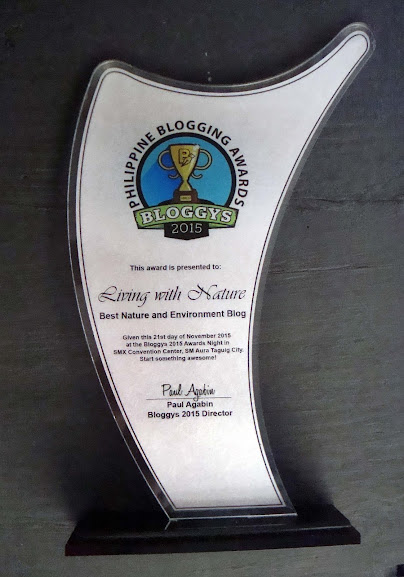 PHILIPPINE BLOGGING AWARDS
BLOGGYS
2015
This award is presented to:
Living with Nature
Best Nature and Environment Blog
Given this 21st day of November 2015
at the Bloggys 2015 Awards Night in
SMX Convention Center, SM Aura Taguig City.
Start something awesome!
Paul Agabin
Paul Agabin
Bloggys 2015 Director